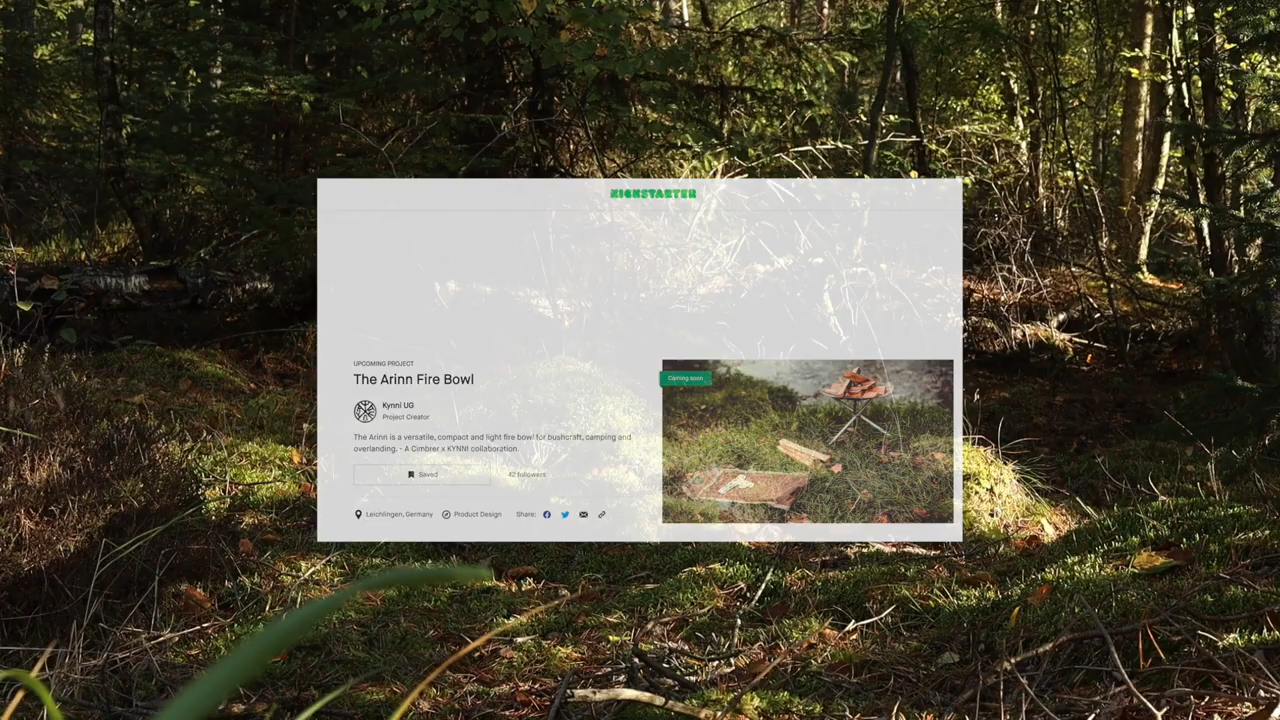 KICKSTARTER
UPCOMING PROJECT
The Arinn Fire Bowl
Kynni UG
Project Creator
The Arinn is a versatile, compact and light fire bowl for bushcraft, camping and
overlanding. - A Cimbrer x KYNNI collaboration.
Saved
42 followers
Leichlingen, Germany
Product Design
Share:
Coming soon